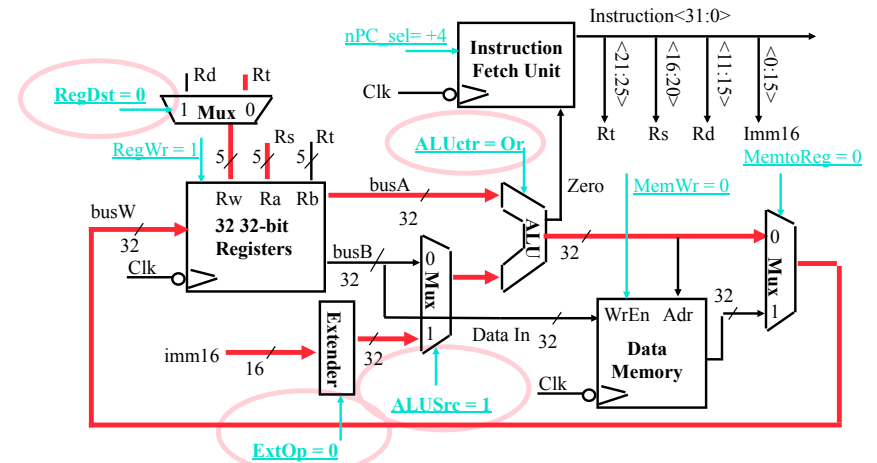 Instruction<31:0>
nPC_sel= +4
Instruction
Fetch Unit
Clk
<21:25>
<16:20>
<11:15>
<0:15>
Rt
Rs
Rd
Imm16
Rd
Rt
RegDst = 0
1 Mux 0
RegWr = 1
5
5
Rs
5
Rt
ALUctr = Or
Zero
MemWr = 0
MemtoReg = 0
busW
32
Rw Ra Rb
32 32-bit
Registers
Clk
busA
32
busB
32
0
Mux
1
ALU
32
0
Mux
1
imm16
16
Extender
32
Data In
32
WrEn Adr
Data
Memory
32
Clk
ALUSrc = 1
ExtOp = 0